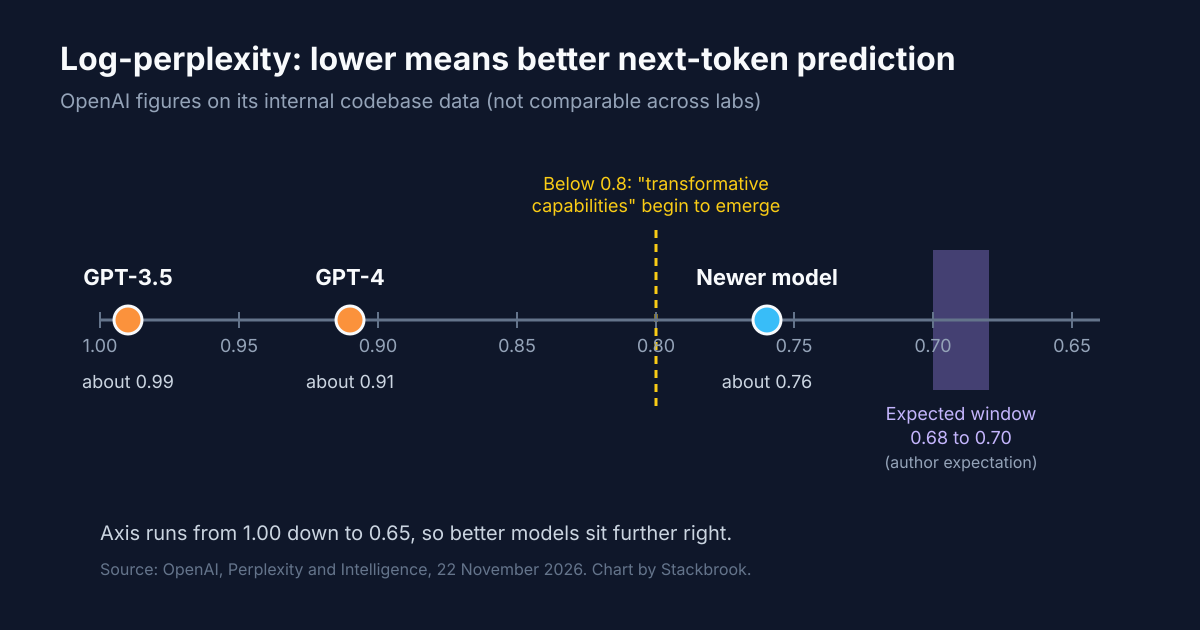 Log-perplexity: lower means better next-token prediction
OpenAI figures on its internal codebase data (not comparable across labs)
Below 0.8: "transformative
capabilities" begin to emerge
GPT-3.5
GPT-4
Newer model
1.00
0.95
0.90
0.85
0.80
0.75
0.70
0.65
about 0.99
about 0.91
about 0.76
Expected window
0.68 to 0.70
(author expectation)
Axis runs from 1.00 down to 0.65, so better models sit further right.
Source: OpenAI, Perplexity and Intelligence, 22 November 2026. Chart by Stackbrook.